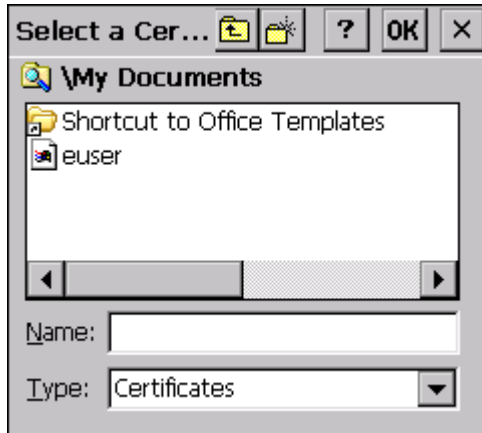 Select a Cer... ? OK ×
\My Documents
Shortcut to Office Templates
euser
Name:
Type: Certificates